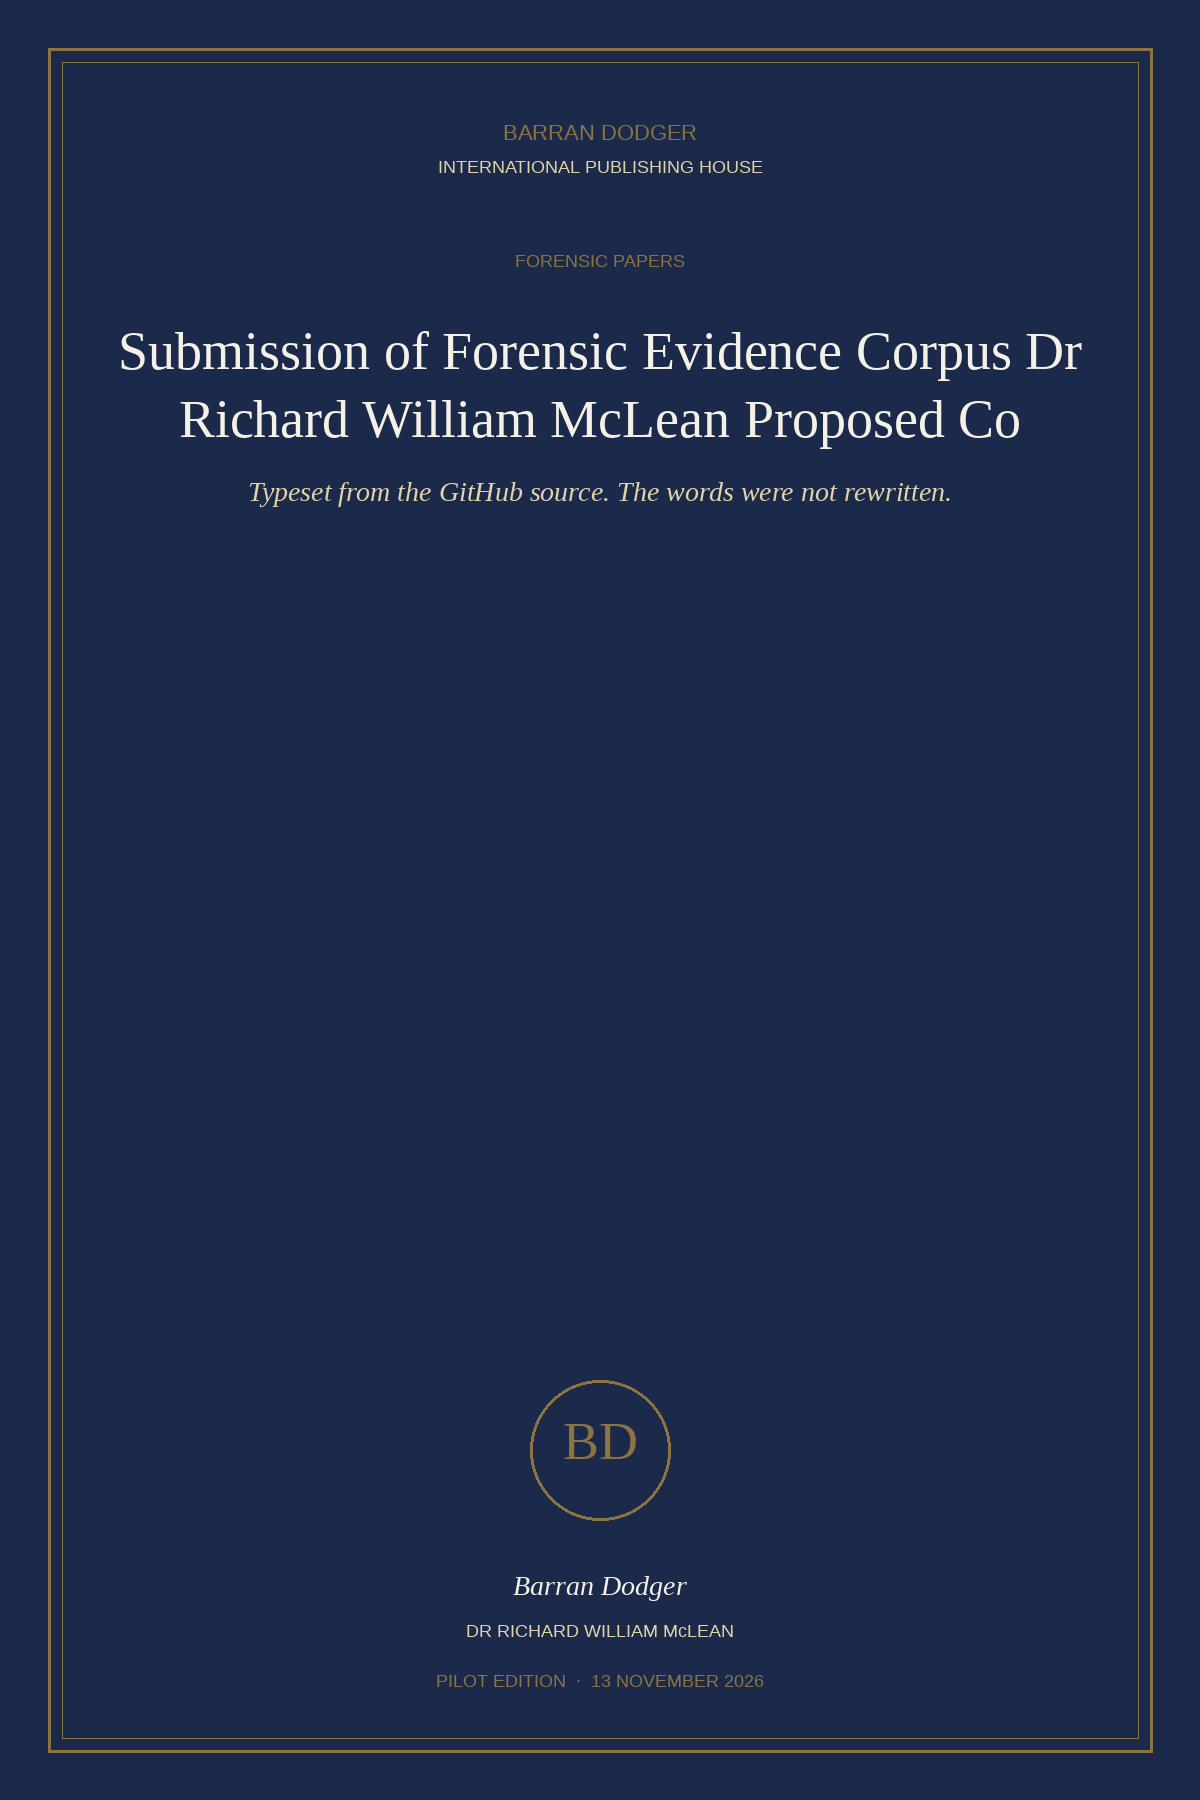 BARRAN DODGER
INTERNATIONAL PUBLISHING HOUSE
FORENSIC PAPERS
Submission of Forensic Evidence Corpus Dr
Richard William McLean Proposed Co
Typeset from the GitHub source. The words were not rewritten.
BD
Barran Dodger
DR RICHARD WILLIAM McLEAN
PILOT EDITION · 13 NOVEMBER 2026